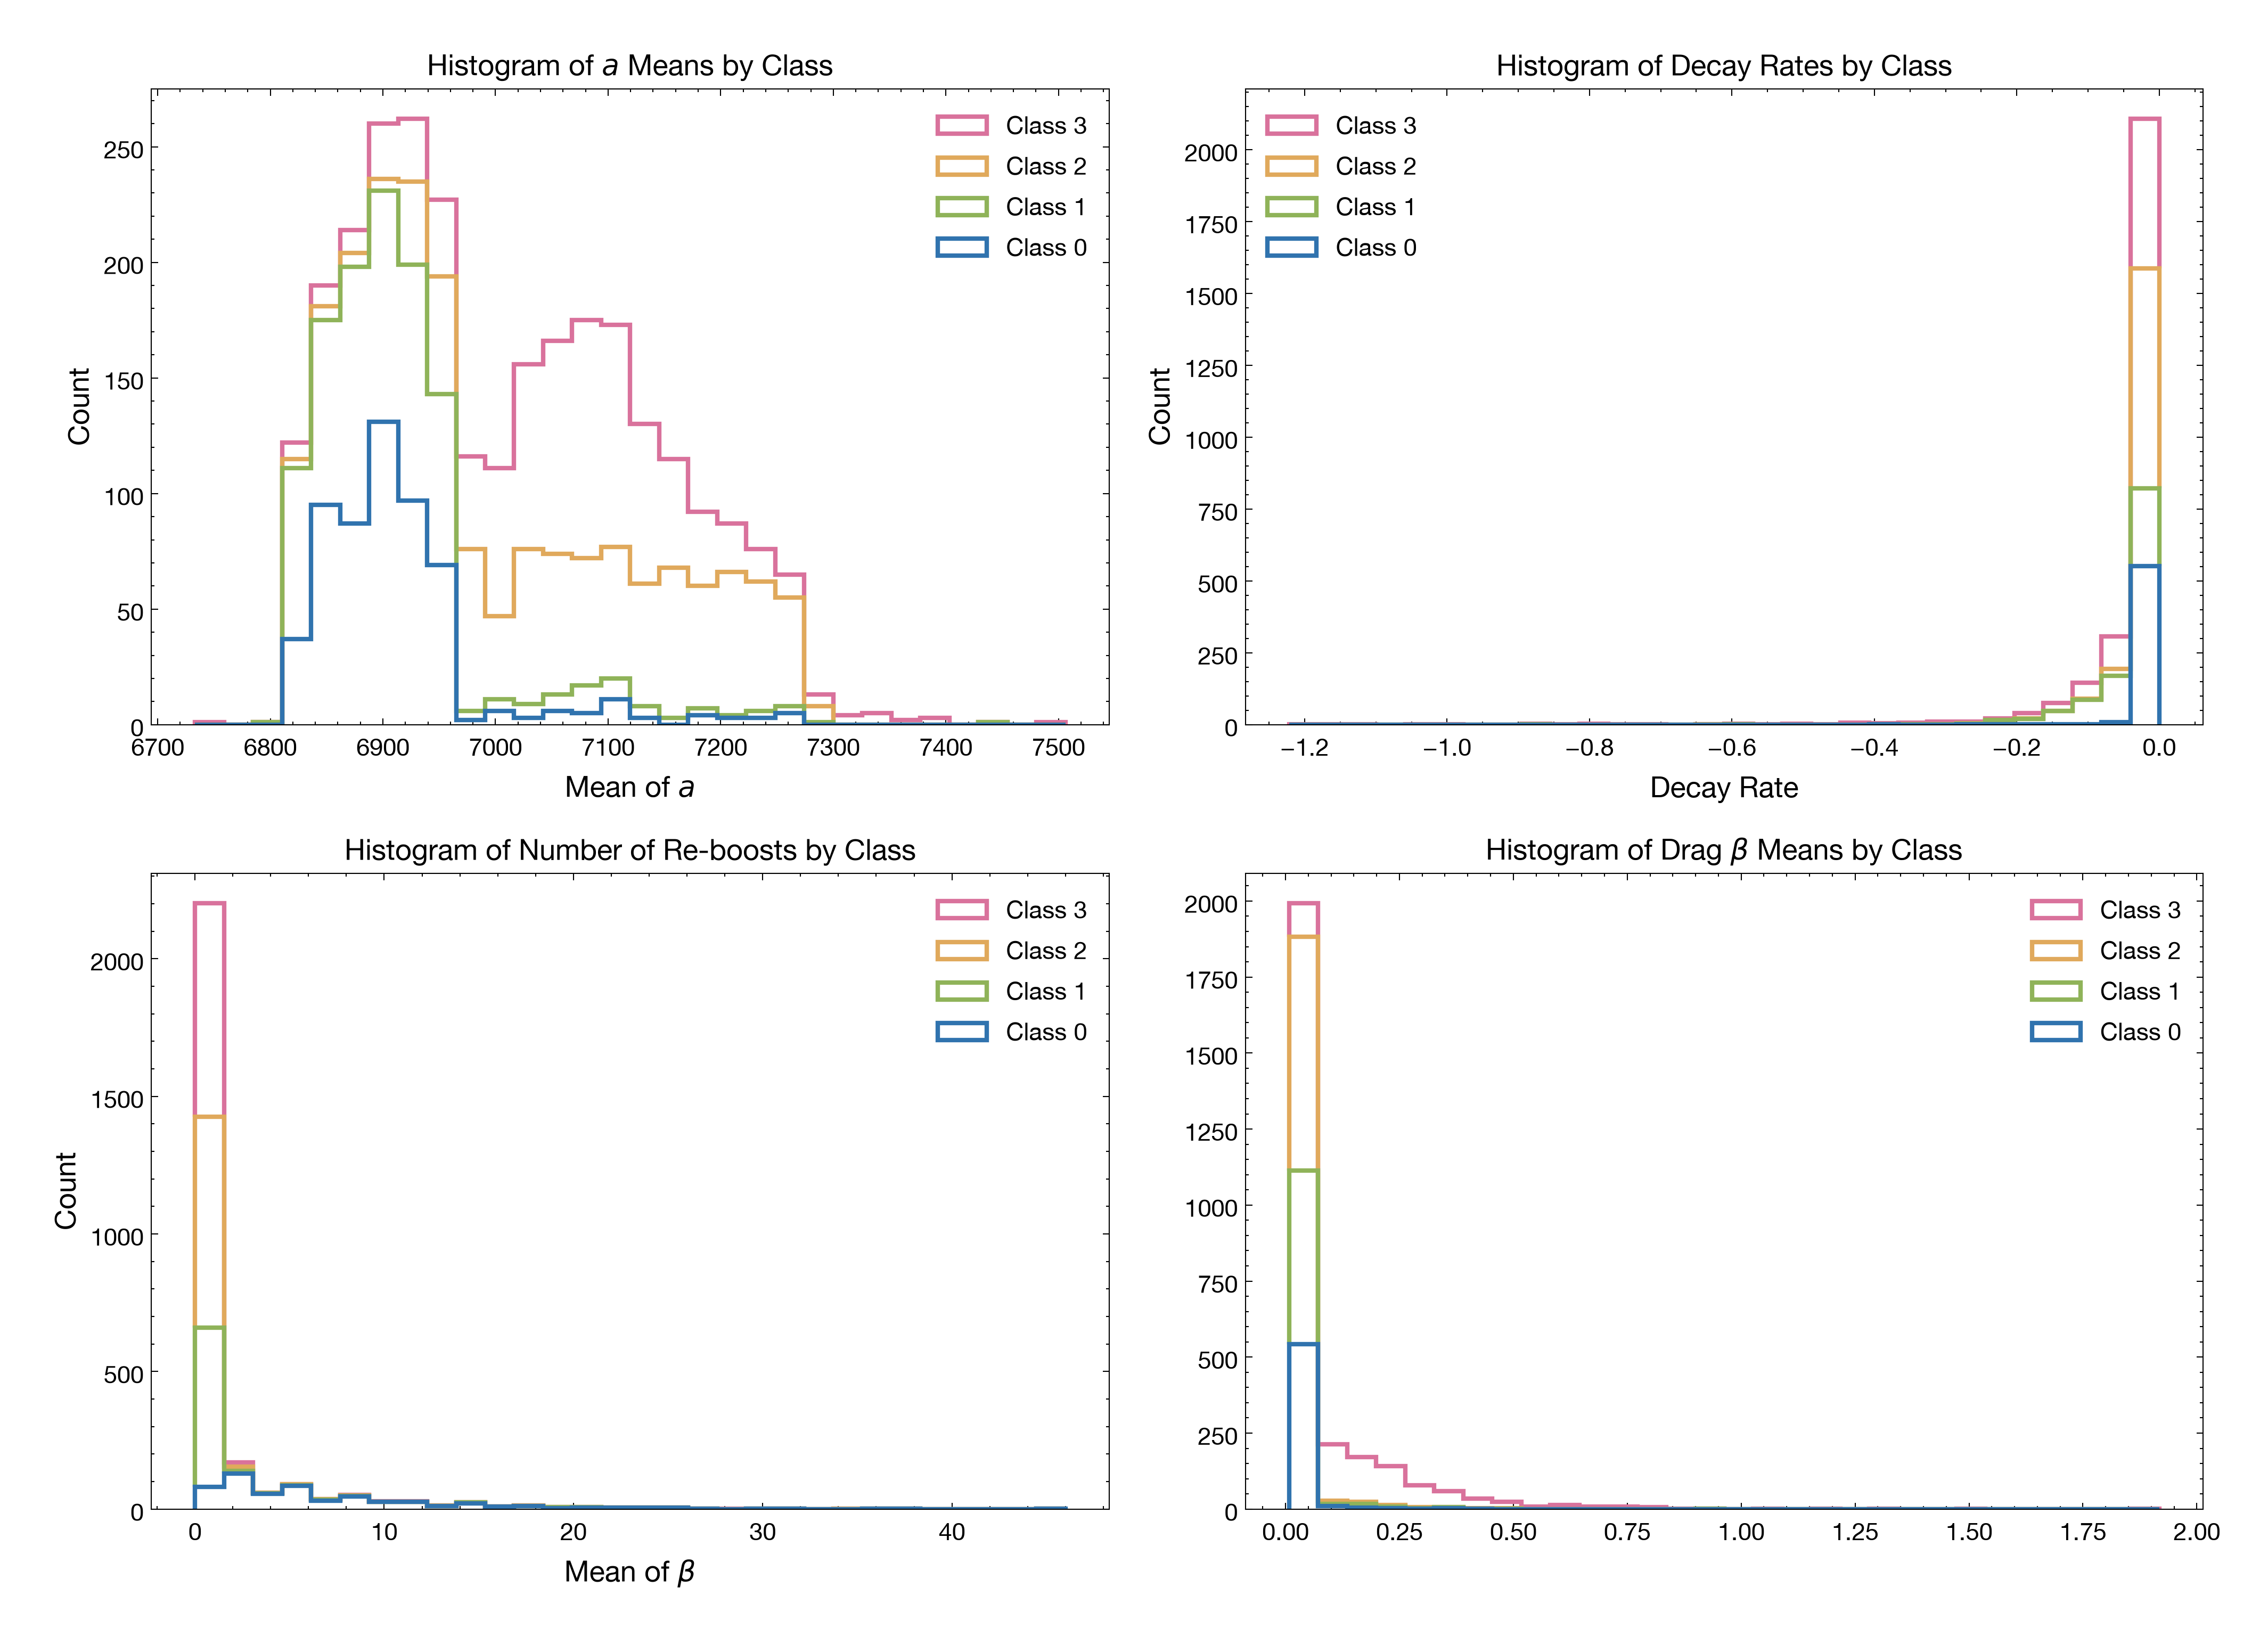 Histogram of a Means by Class
Count
250
200
150
100
50
0
6700 6800 6900 7000 7100 7200 7300 7400 7500
Mean of a
Class 3
Class 2
Class 1
Class 0
Histogram of Decay Rates by Class
Count
2000
1750
1500
1250
1000
750
500
250
0
−1.2 −1.0 −0.8 −0.6 −0.4 −0.2 0.0
Decay Rate
Class 3
Class 2
Class 1
Class 0
Histogram of Number of Re-boosts by Class
Count
2000
1500
1000
500
0
0 10 20 30 40
Mean of β
Class 3
Class 2
Class 1
Class 0
Histogram of Drag β Means by Class
2000
1750
1500
1250
1000
750
500
250
0
0.00 0.25 0.50 0.75 1.00 1.25 1.50 1.75 2.00
Class 3
Class 2
Class 1
Class 0